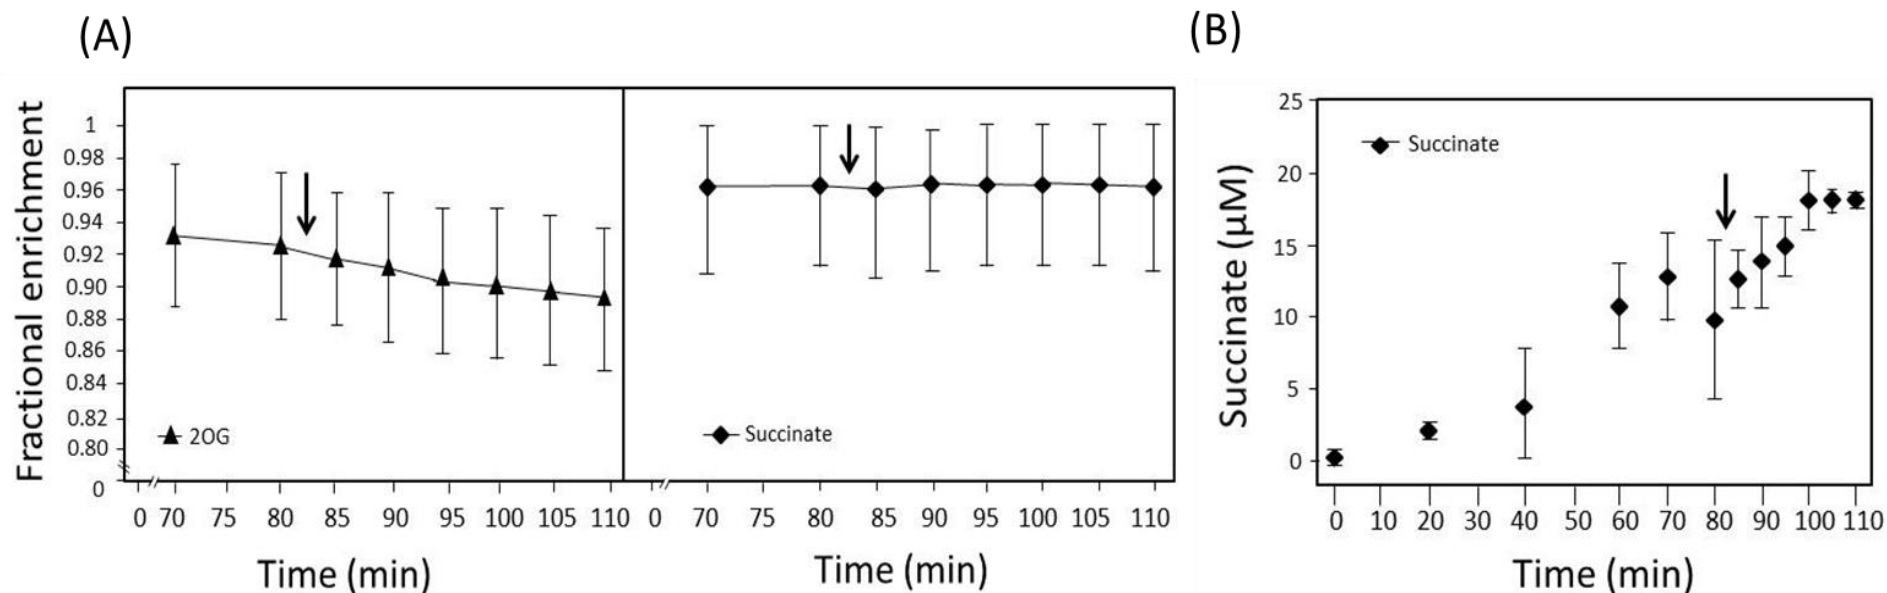 (A)
(B)
Fractional enrichment
1
0.98
0.96
0.94
0.92
0.90
0.88
0.86
0.84
0.82
0.80
0
2OG
Succinate
0 70 75 80 85 90 95 100 105 110
0 70 75 80 85 90 95 100 105 110
Time (min)
Time (min)
Succinate (µM)
25
20
15
10
5
0
Succinate
0 10 20 30 40 50 60 70 80 90 100 110
Time (min)